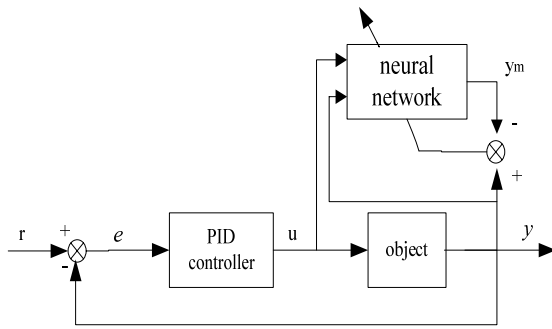 neural
network
ym
-
+
r
+
-
e
PID
controller
u
object
y